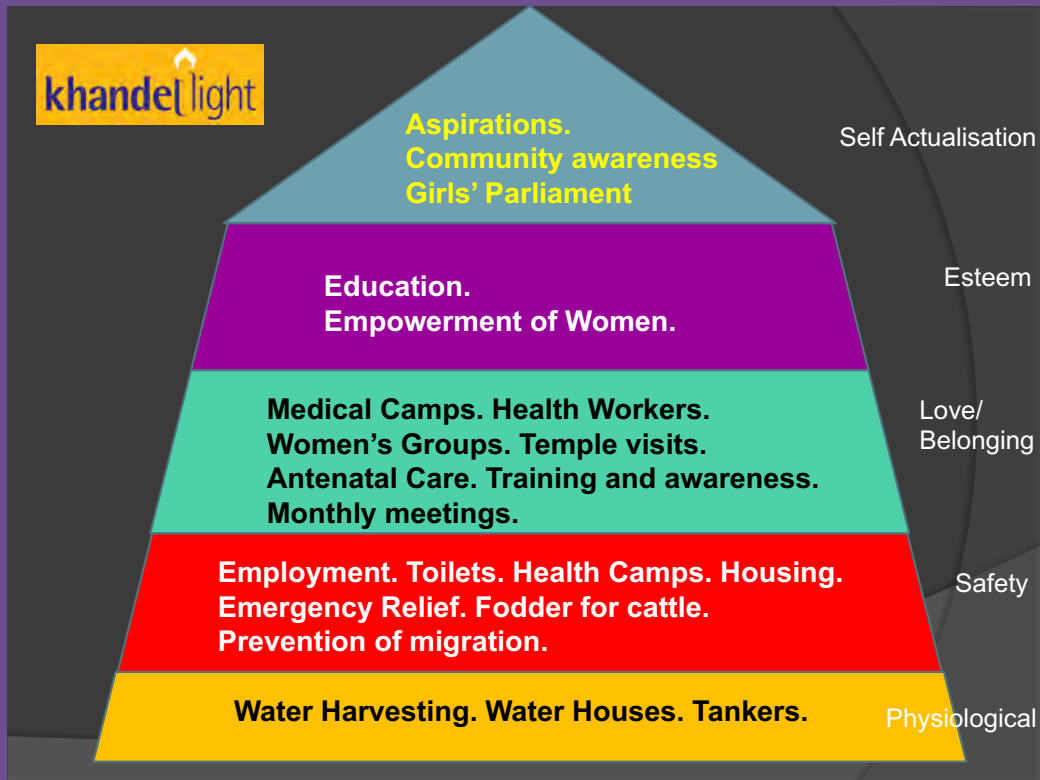 khandel light
Aspirations.
Community awareness
Girls’ Parliament
Self Actualisation
Education.
Empowerment of Women.
Esteem
Medical Camps. Health Workers.
Women’s Groups. Temple visits.
Antenatal Care. Training and awareness.
Monthly meetings.
Love/
Belonging
Employment. Toilets. Health Camps. Housing.
Emergency Relief. Fodder for cattle.
Prevention of migration.
Safety
Water Harvesting. Water Houses. Tankers.
Physiological